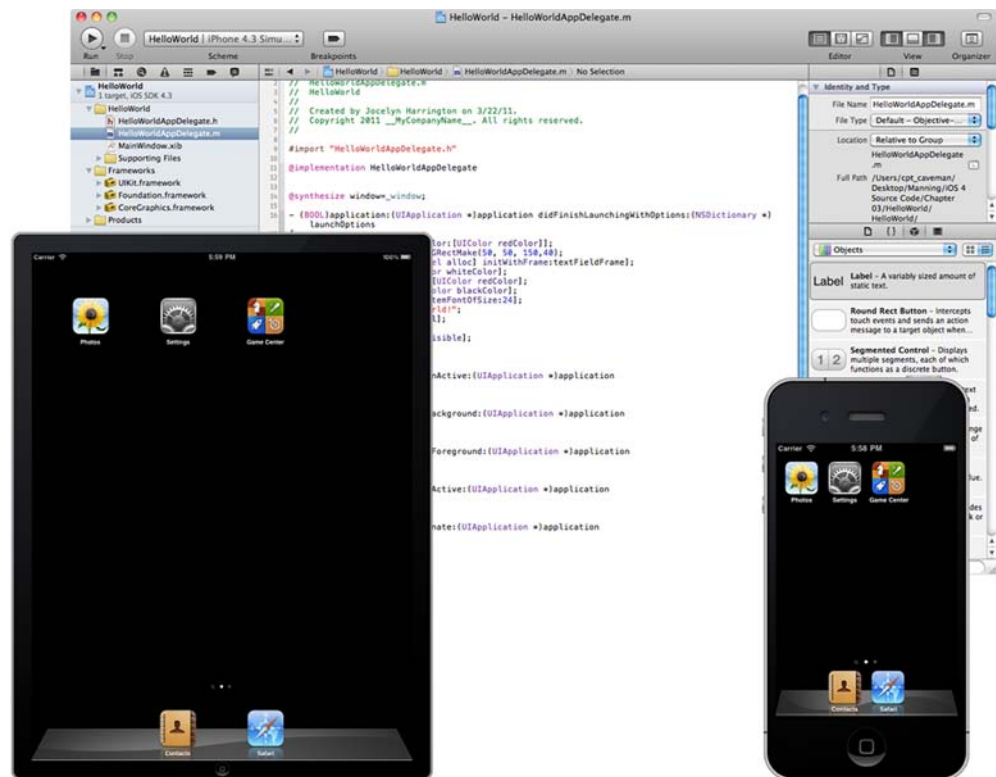 HelloWorld – HelloWorldAppDelegate.m
HelloWorld | iPhone 4.3 Simu...
Run Stop Scheme Breakpoints Editor View Organizer
HelloWorld HelloWorld HelloWorldAppDelegate.m No Selection
HelloWorld
1 target, iOS SDK 4.3
HelloWorld
HelloWorldAppDelegate.h
HelloWorldAppDelegate.m
MainWindow.xib
Supporting Files
Frameworks
UIKit.framework
Foundation.framework
CoreGraphics.framework
Products
// HelloWorldAppDelegate.m
// HelloWorld
//
// Created by Jocelyn Harrington on 3/22/11.
// Copyright 2011 __MyCompanyName__. All rights reserved.
//
#import "HelloWorldAppDelegate.h"
@implementation HelloWorldAppDelegate
@synthesize window=_window;
- (BOOL)application:(UIApplication *)application didFinishLaunchingWithOptions:(NSDictionary *)
launchOptions
olor:[UIColor redColor]];
GRectMake(50, 50, 150,40);
el alloc] initWithFrame:textFieldFrame];
or whiteColor];
[UIColor redColor];
olor blackColor];
temFontOfSize:24];
rld!";
l];
isible];
nActive:(UIApplication *)application
ackground:(UIApplication *)application
Foreground:(UIApplication *)application
Active:(UIApplication *)application
nate:(UIApplication *)application
Identity and Type
File Name HelloWorldAppDelegate.m
File Type Default – Objective-...
Location Relative to Group
HelloWorldAppDelegate
.m
Full Path /Users/cpt_caveman/
Desktop/Manning/iOS 4
Source Code/Chapter
03/HelloWorld/
HelloWorld/
Objects
Label Label – A variably sized amount of
static text.
Round Rect Button – Intercepts
touch events and sends an action
message to a target object when...
1 2 Segmented Control – Displays
multiple segments, each of which
functions as a discrete button.
Carrier 5:59 PM 100%
Photos Settings Game Center
Contacts Safari
Carrier 5:58 PM
Photos Settings Game Center
Contacts Safari